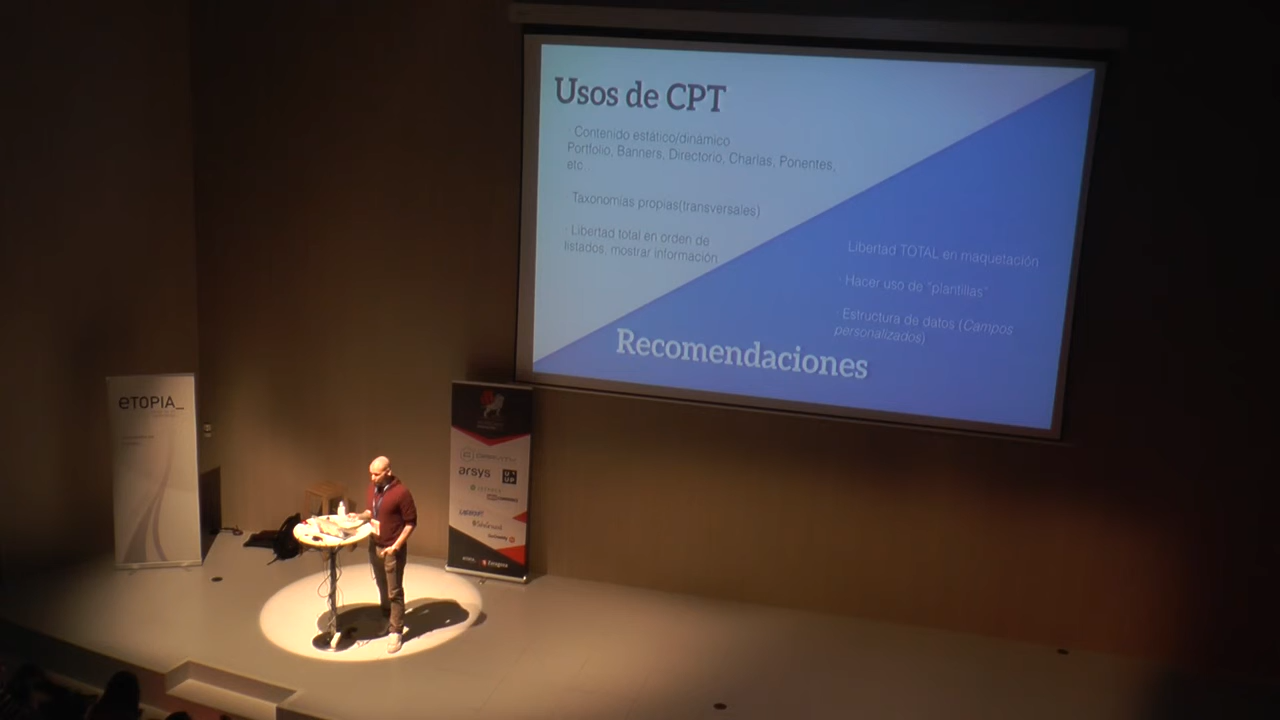 Usos de CPT
· Contenido estático/dinámico
Portfolio, Banners, Directorio, Charlas, Ponentes,
etc
Taxonomías propias(transversales)
· Libertad total en orden de
listados, mostrar información
Libertad TOTAL en maquetación
· Hacer uso de "plantillas"
· Estructura de datos (Campos
personalizados)
Recomendaciones
eTOPIA_
arsys
Zaragoza